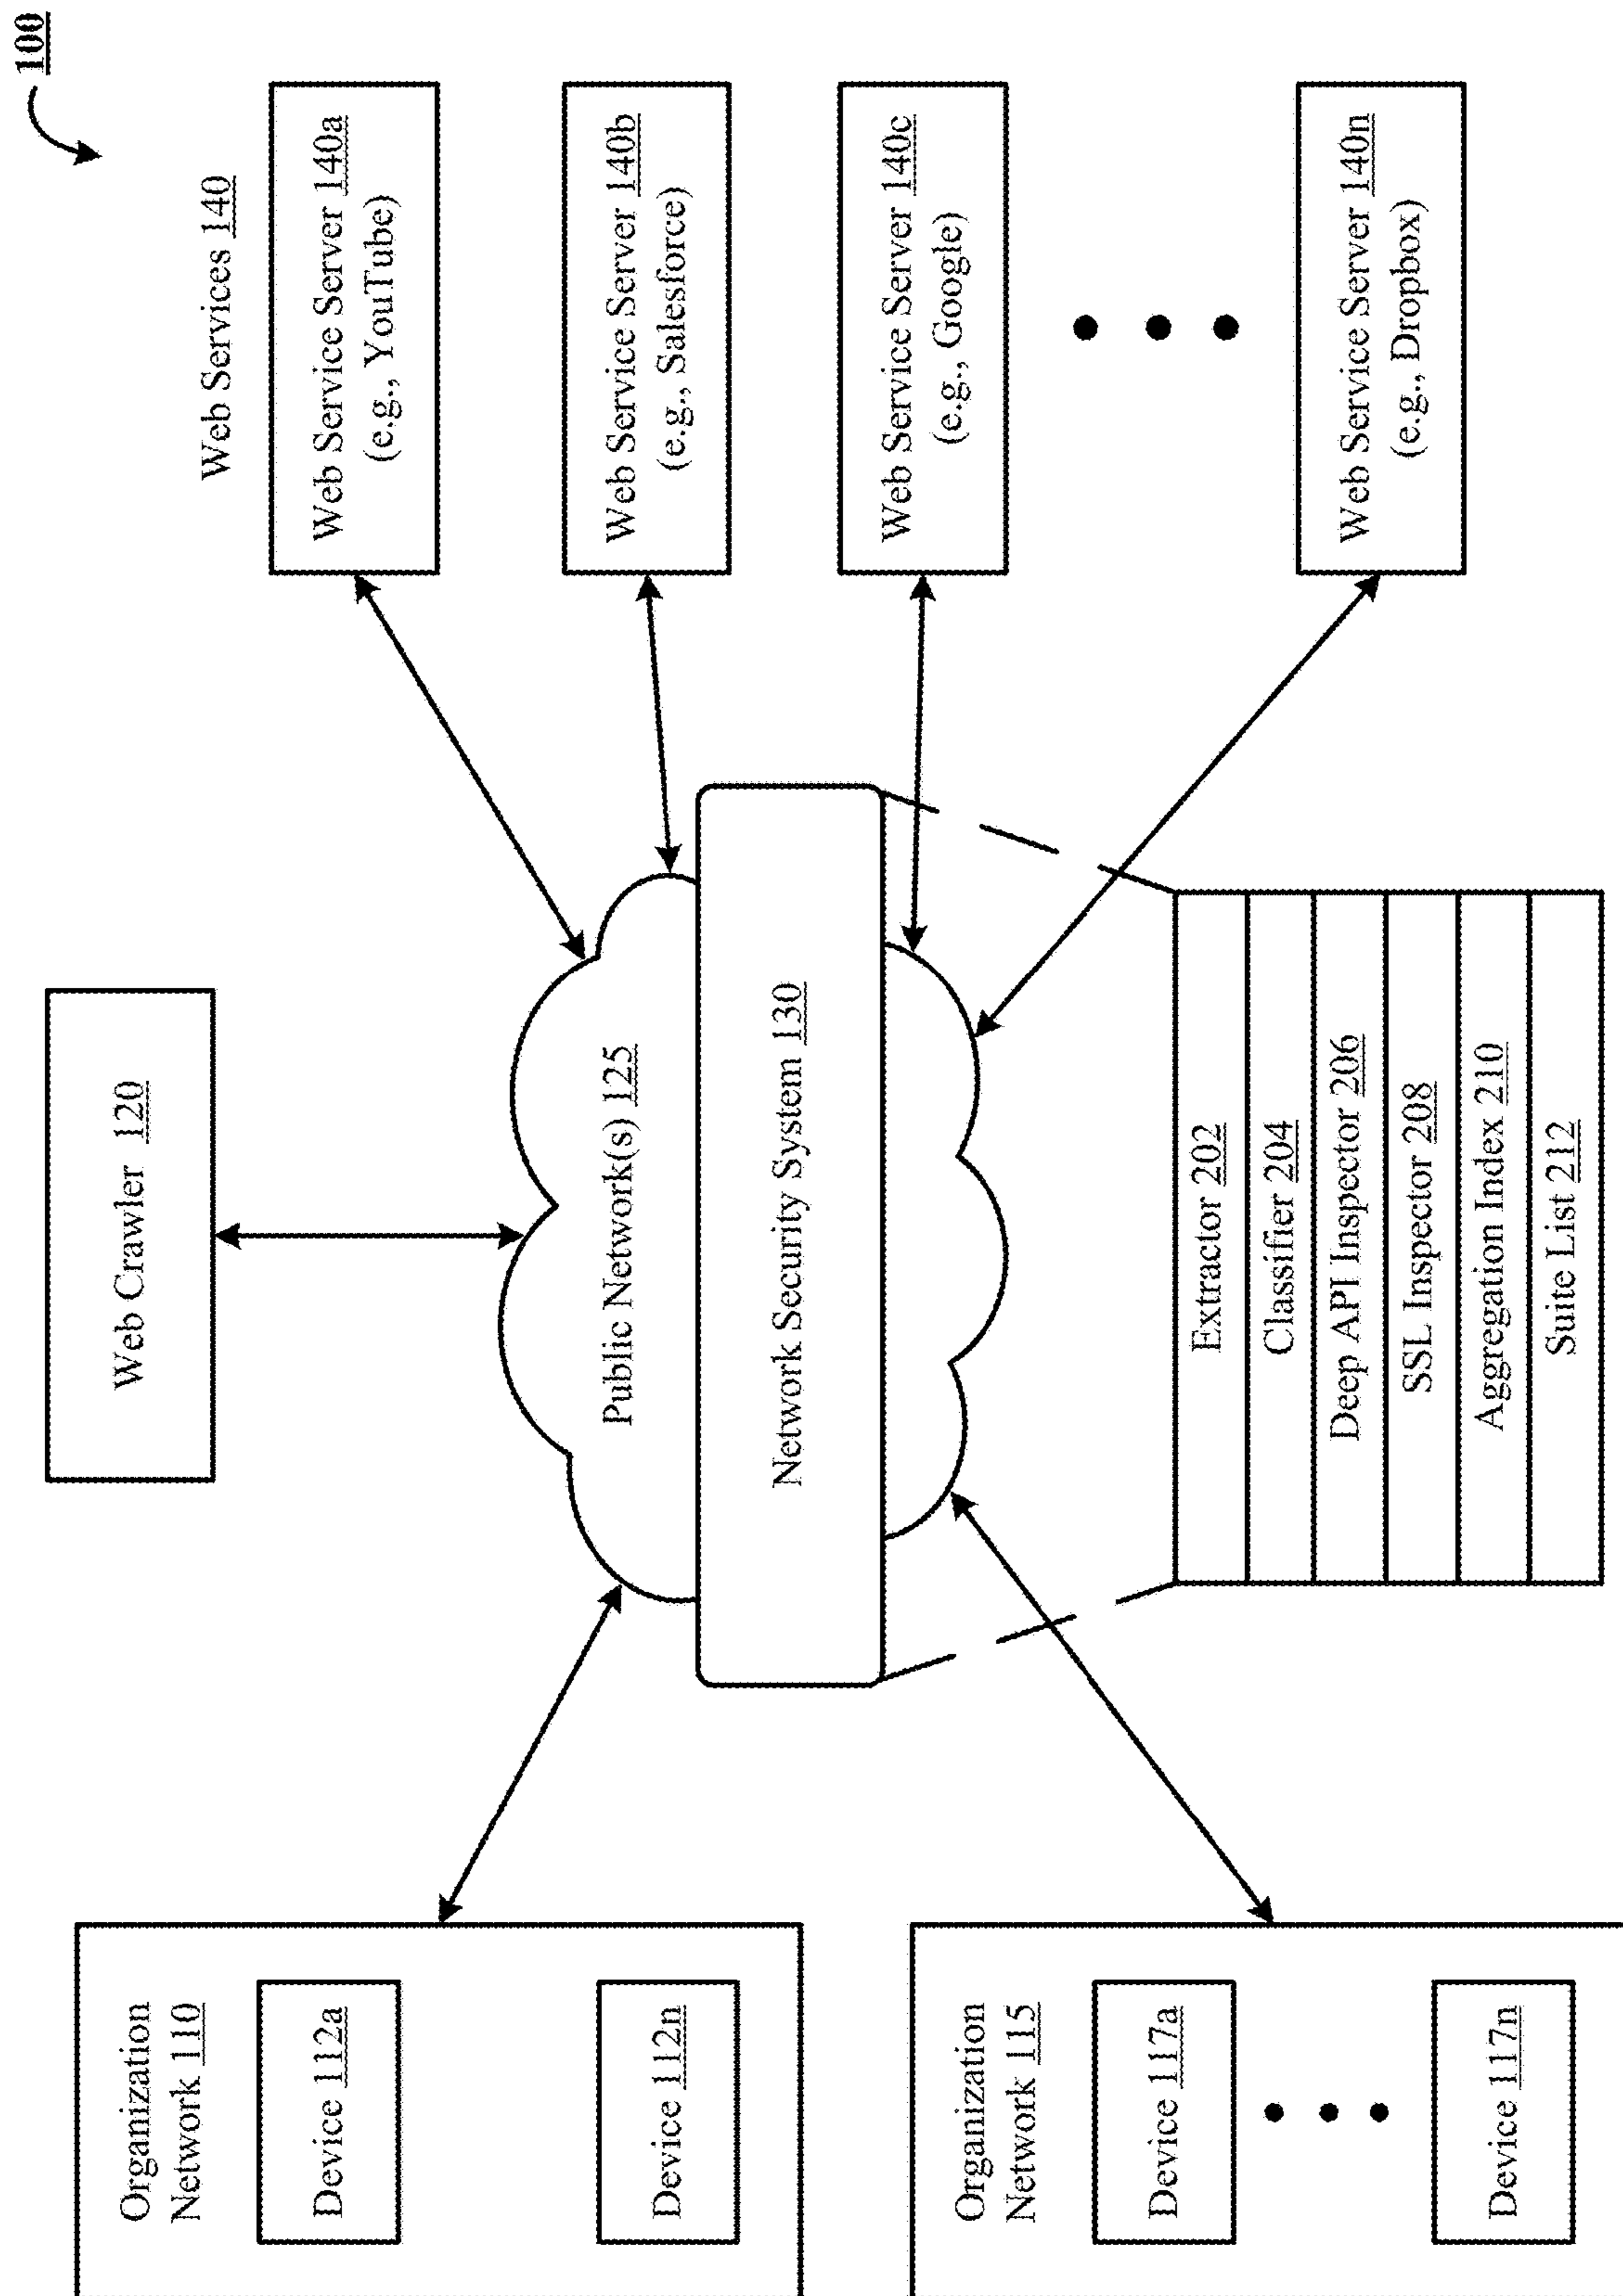 100
Web Crawler 120
Organization
Network 110
Device 112a
Device 112n
Organization
Network 115
Device 117a
Device 117n
Public Network(s) 125
Network Security System 130
Extractor 202
Classifier 204
Deep API Inspector 206
SSL Inspector 208
Aggregation Index 210
Suite List 212
Web Services 140
Web Service Server 140a
(e.g., YouTube)
Web Service Server 140b
(e.g., Salesforce)
Web Service Server 140c
(e.g., Google)
Web Service Server 140n
(e.g., Dropbox)